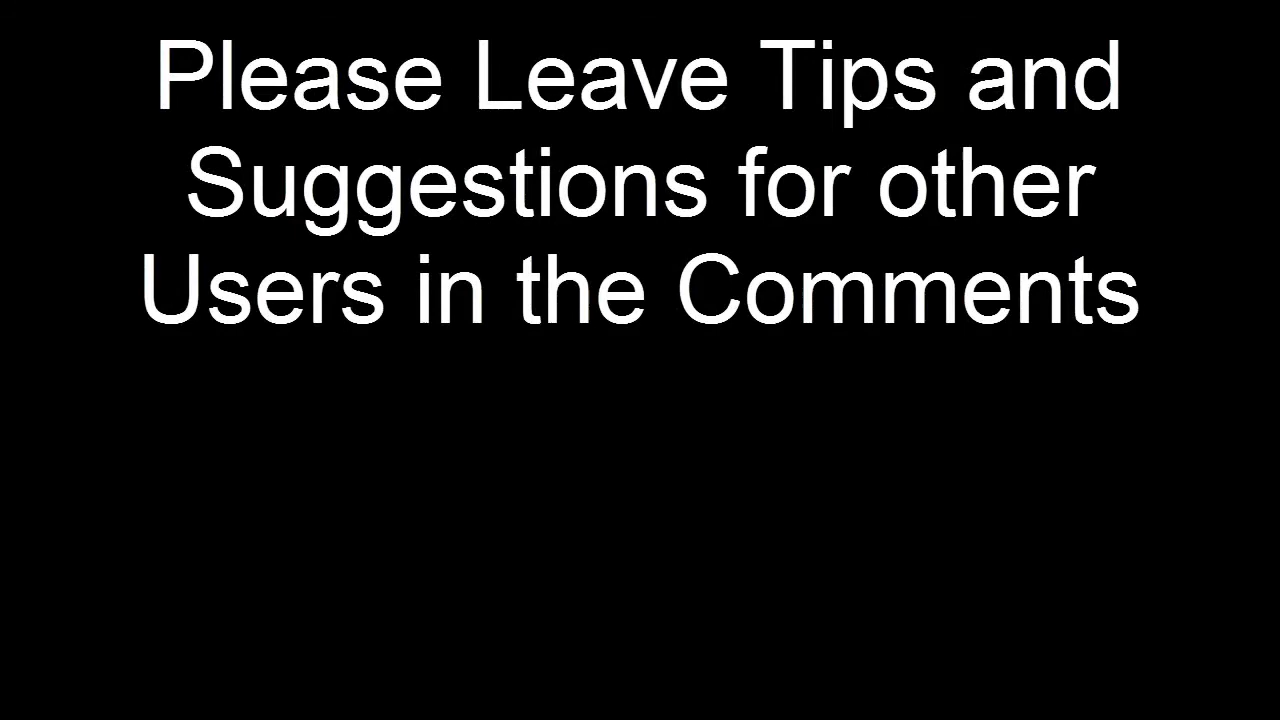 Please Leave Tips and
Suggestions for other
Users in the Comments